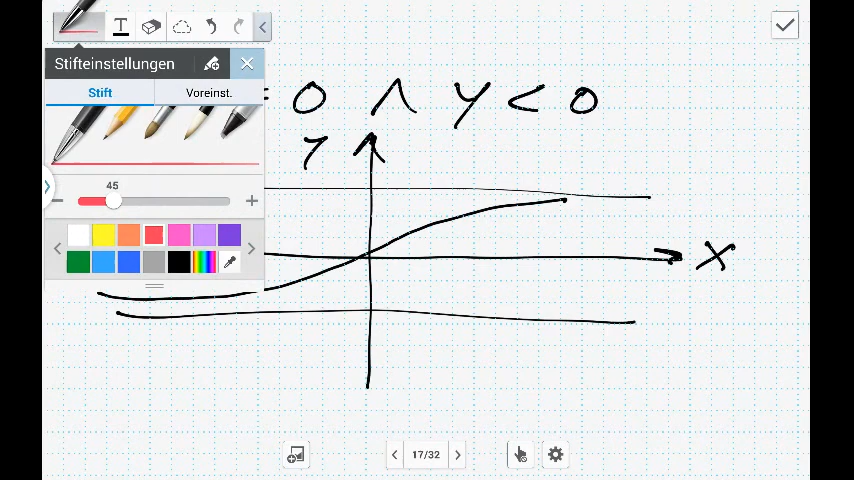 T
Stifteinstellungen
Stift Voreinst.
= 0 ∧ y < 0
45
y
x
17/32